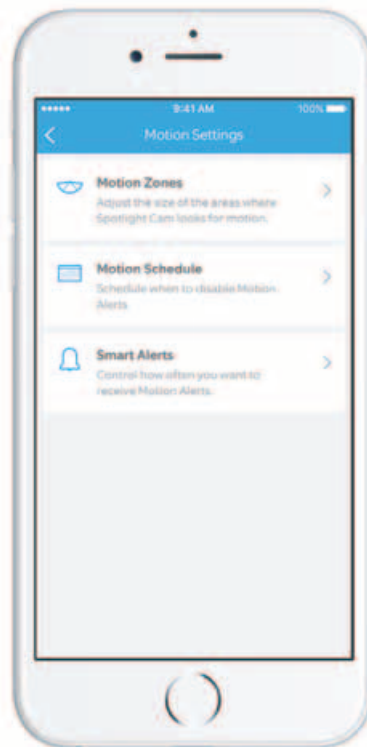 9:41 AM
100%
Motion Settings
Motion Zones
Adjust the size of the areas where
Spotlight Cam looks for motion.
Motion Schedule
Schedule when to disable Motion
Alerts.
Smart Alerts
Control how often you want to
receive Motion Alerts.